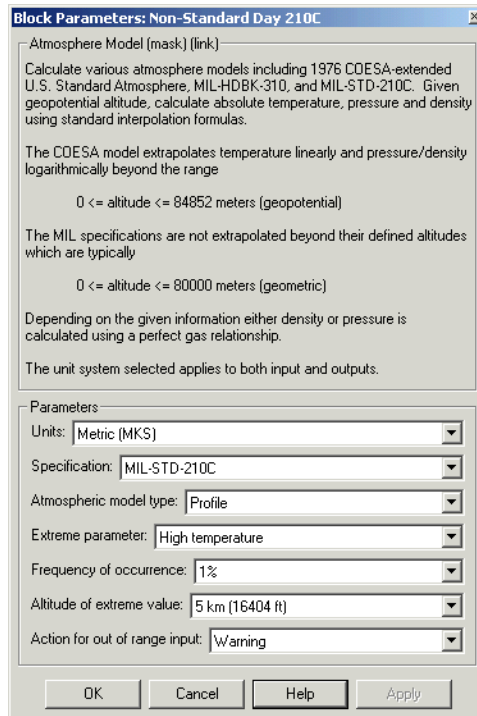 Block Parameters: Non-Standard Day 210C
Atmosphere Model (mask) (link)
Calculate various atmosphere models including 1976 COESA-extended
U.S. Standard Atmosphere, MIL-HDBK-310, and MIL-STD-210C. Given
geopotential altitude, calculate absolute temperature, pressure and density
using standard interpolation formulas.
The COESA model extrapolates temperature linearly and pressure/density
logarithmically beyond the range
0 <= altitude <= 84852 meters (geopotential)
The MIL specifications are not extrapolated beyond their defined altitudes
which are typically
0 <= altitude <= 80000 meters (geometric)
Depending on the given information either density or pressure is
calculated using a perfect gas relationship.
The unit system selected applies to both input and outputs.
Parameters
Units: Metric (MKS)
Specification: MIL-STD-210C
Atmospheric model type: Profile
Extreme parameter: High temperature
Frequency of occurrence: 1%
Altitude of extreme value: 5 km (16404 ft)
Action for out of range input: Warning
OK Cancel Help Apply